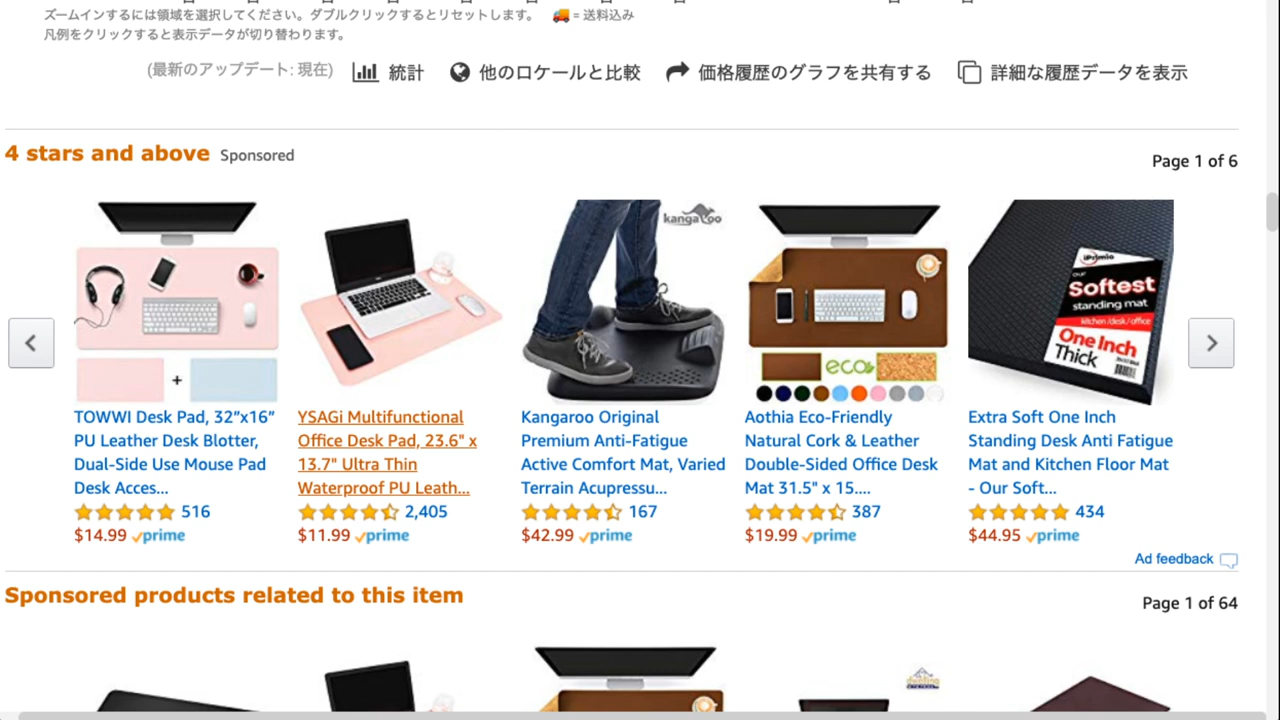 ズームインするには領域を選択してください。ダブルクリックするとリセットします。 = 送料込み
凡例をクリックすると表示データが切り替わります。
(最新のアップデート: 現在) 統計 他のロケールと比較 価格履歴のグラフを共有する 詳細な履歴データを表示
4 stars and above Sponsored
Page 1 of 6
kangaroo
eco
iPrimio
OUR
Softest
standing mat
kitchen/desk/office
One Inch
Thick
TOWWI Desk Pad, 32”x16”
PU Leather Desk Blotter,
Dual-Side Use Mouse Pad
Desk Acces...
516
$14.99 prime
YSAGi Multifunctional
Office Desk Pad, 23.6" x
13.7" Ultra Thin
Waterproof PU Leath...
2,405
$11.99 prime
Kangaroo Original
Premium Anti-Fatigue
Active Comfort Mat, Varied
Terrain Acupressu...
167
$42.99 prime
Aothia Eco-Friendly
Natural Cork & Leather
Double-Sided Office Desk
Mat 31.5" x 15....
387
$19.99 prime
Extra Soft One Inch
Standing Desk Anti Fatigue
Mat and Kitchen Floor Mat
- Our Soft...
434
$44.95 prime
Ad feedback
Sponsored products related to this item
Page 1 of 64